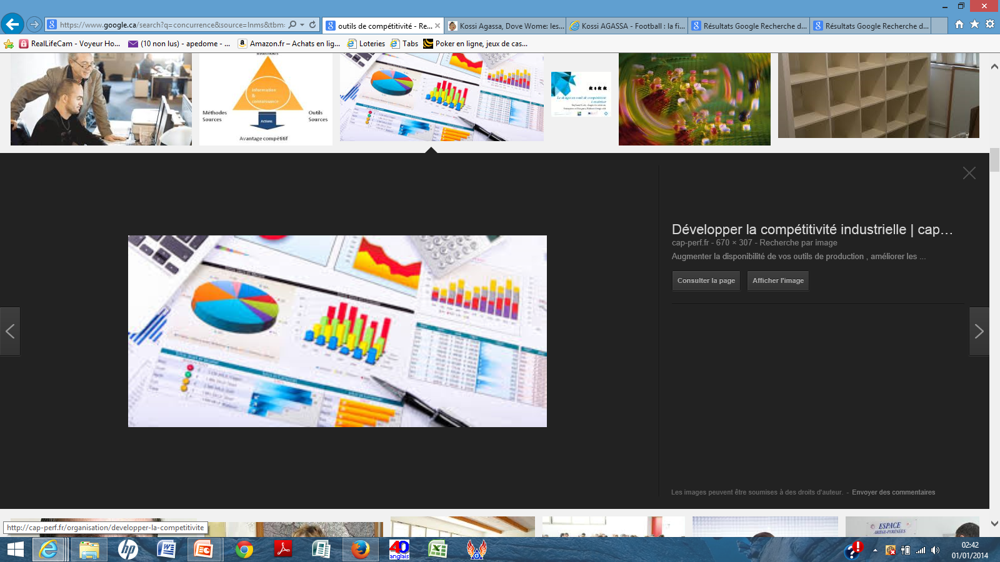 https://www.google.ca/search?q=concurrence&source=lnms&tbm=
outils de compétitivité - Re...
Kossi Agassa, Dove Wome: les...
Kossi AGASSA - Football : la fi...
Résultats Google Recherche d...
Résultats Google Recherche d...
RealLifeCam - Voyeur Ho...
(10 non lus) - apedome - ...
Amazon.fr – Achats en lig...
Loteries
Tabs
Poker en ligne, jeux de cas...
information
&
connaissance
Méthodes
Sources
Outils
Sources
Actions
Avantage compétitif
Développer la compétitivité industrielle | cap...
cap-perf.fr - 670 × 307 - Recherche par image
Augmenter la disponibilité de vos outils de production , améliorer les ...
Consulter la page
Afficher l'image
Les images peuvent être soumises à des droits d'auteur. - Envoyer des commentaires
ESPACE
ARIÈGE-PYRÉNÉES
http://cap-perf.fr/organisation/developper-la-competitivite
hp
40
anglais
02:42
01/01/2014